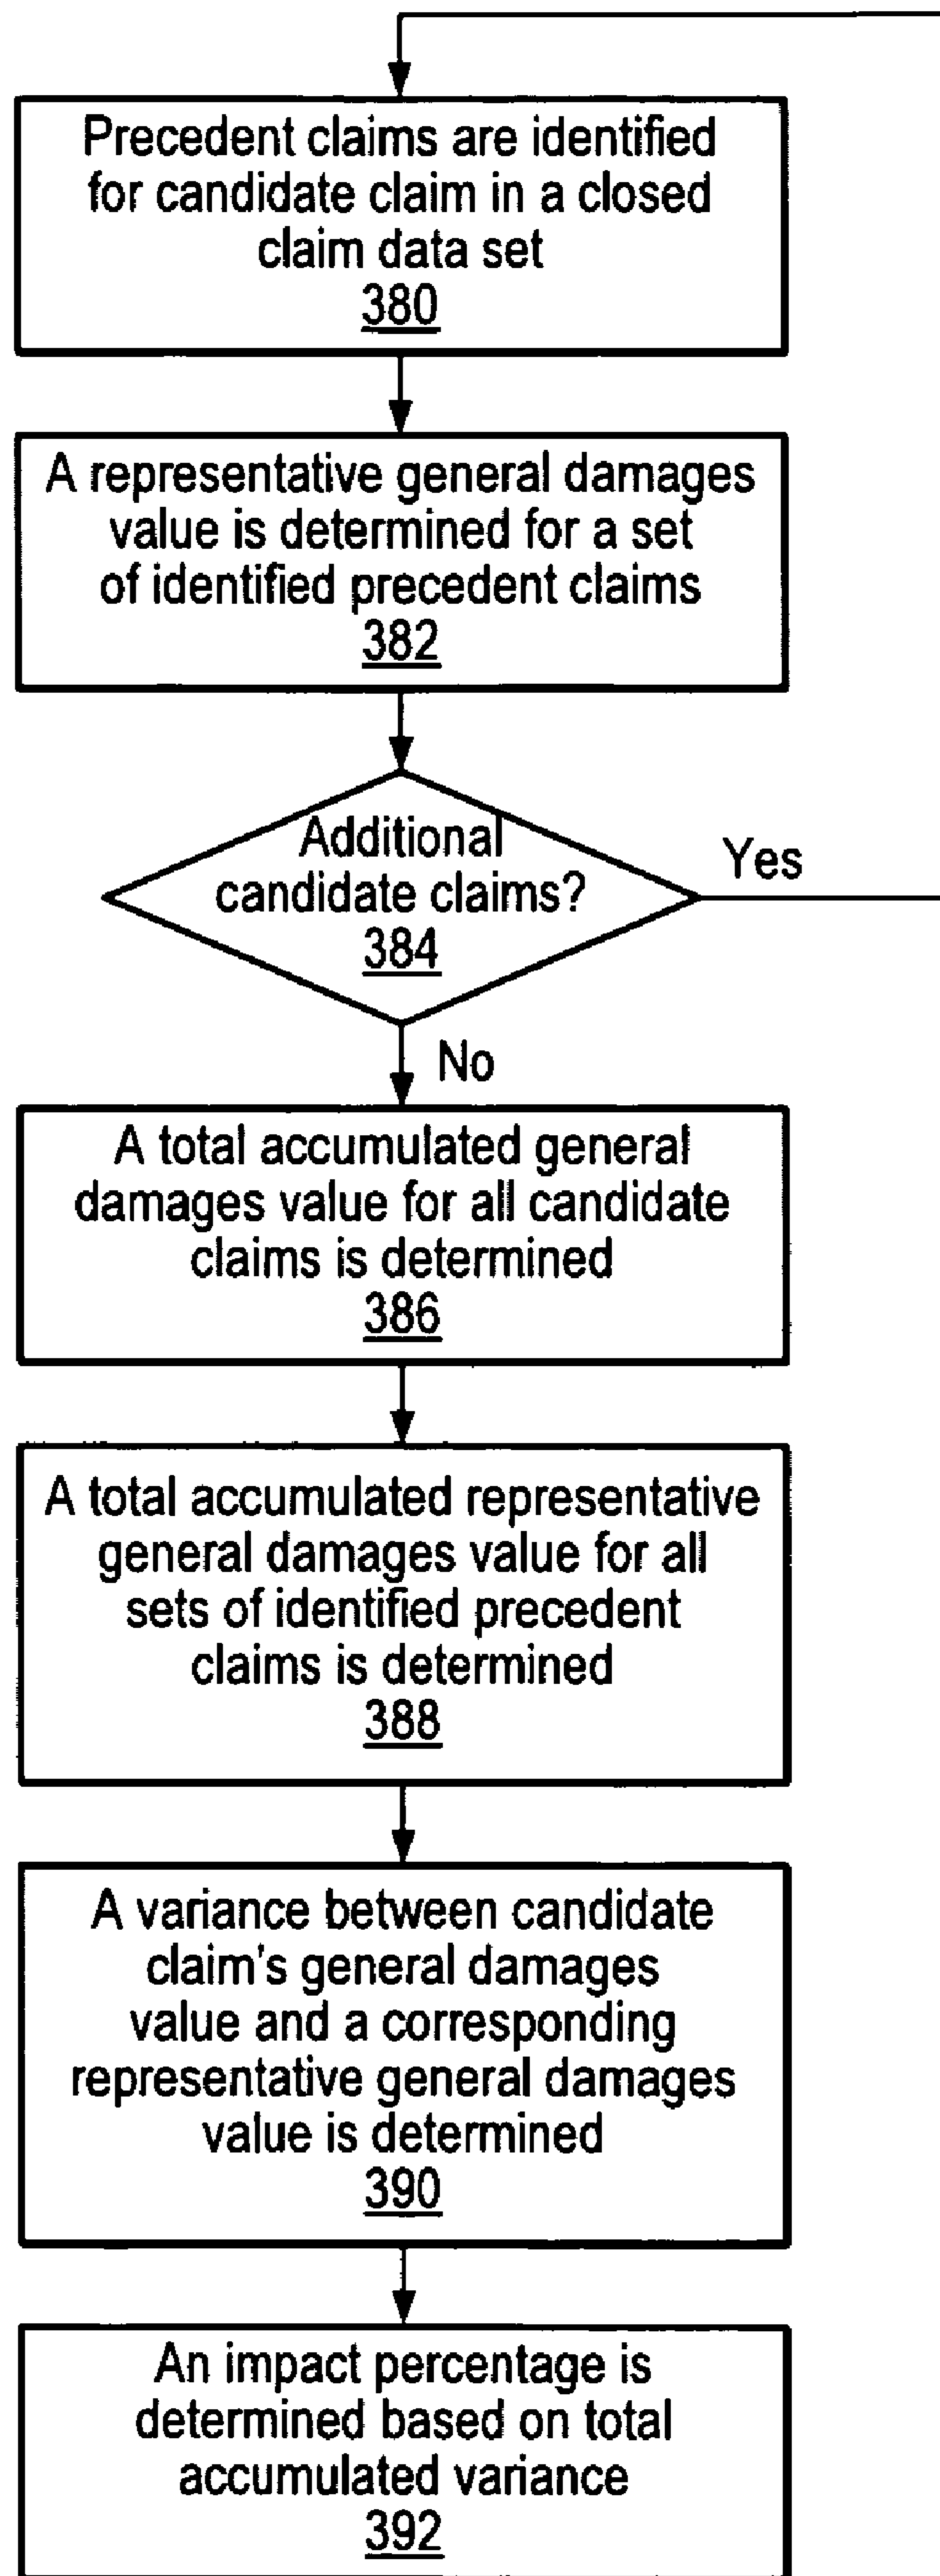 Precedent claims are identified
for candidate claim in a closed
claim data set
380
A representative general damages
value is determined for a set
of identified precedent claims
382
Additional
candidate claims?
384
Yes
No
A total accumulated general
damages value for all candidate
claims is determined
386
A total accumulated representative
general damages value for all
sets of identified precedent
claims is determined
388
A variance between candidate
claim's general damages
value and a corresponding
representative general damages
value is determined
390
An impact percentage is
determined based on total
accumulated variance
392